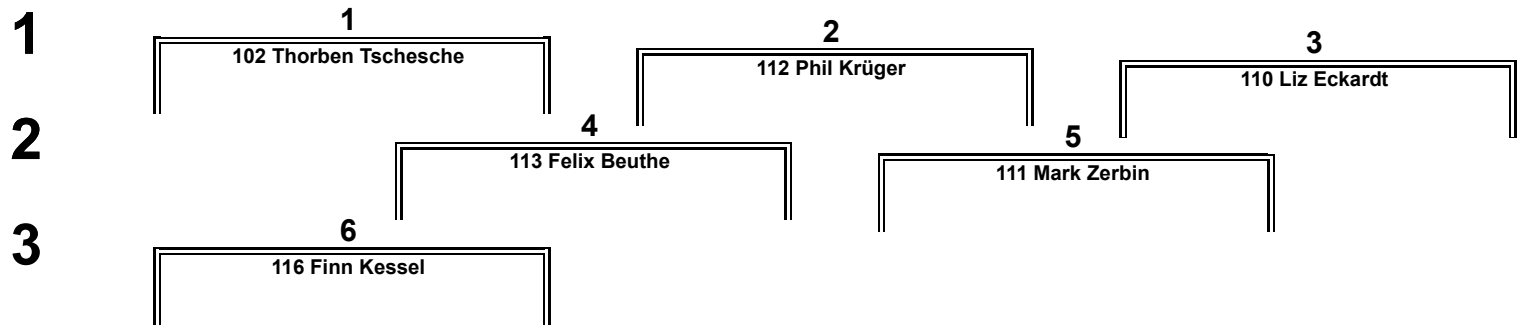 1
1
102 Thorben Tschesche
2
112 Phil Krüger
3
110 Liz Eckardt
2
4
113 Felix Beuthe
5
111 Mark Zerbin
3
6
116 Finn Kessel